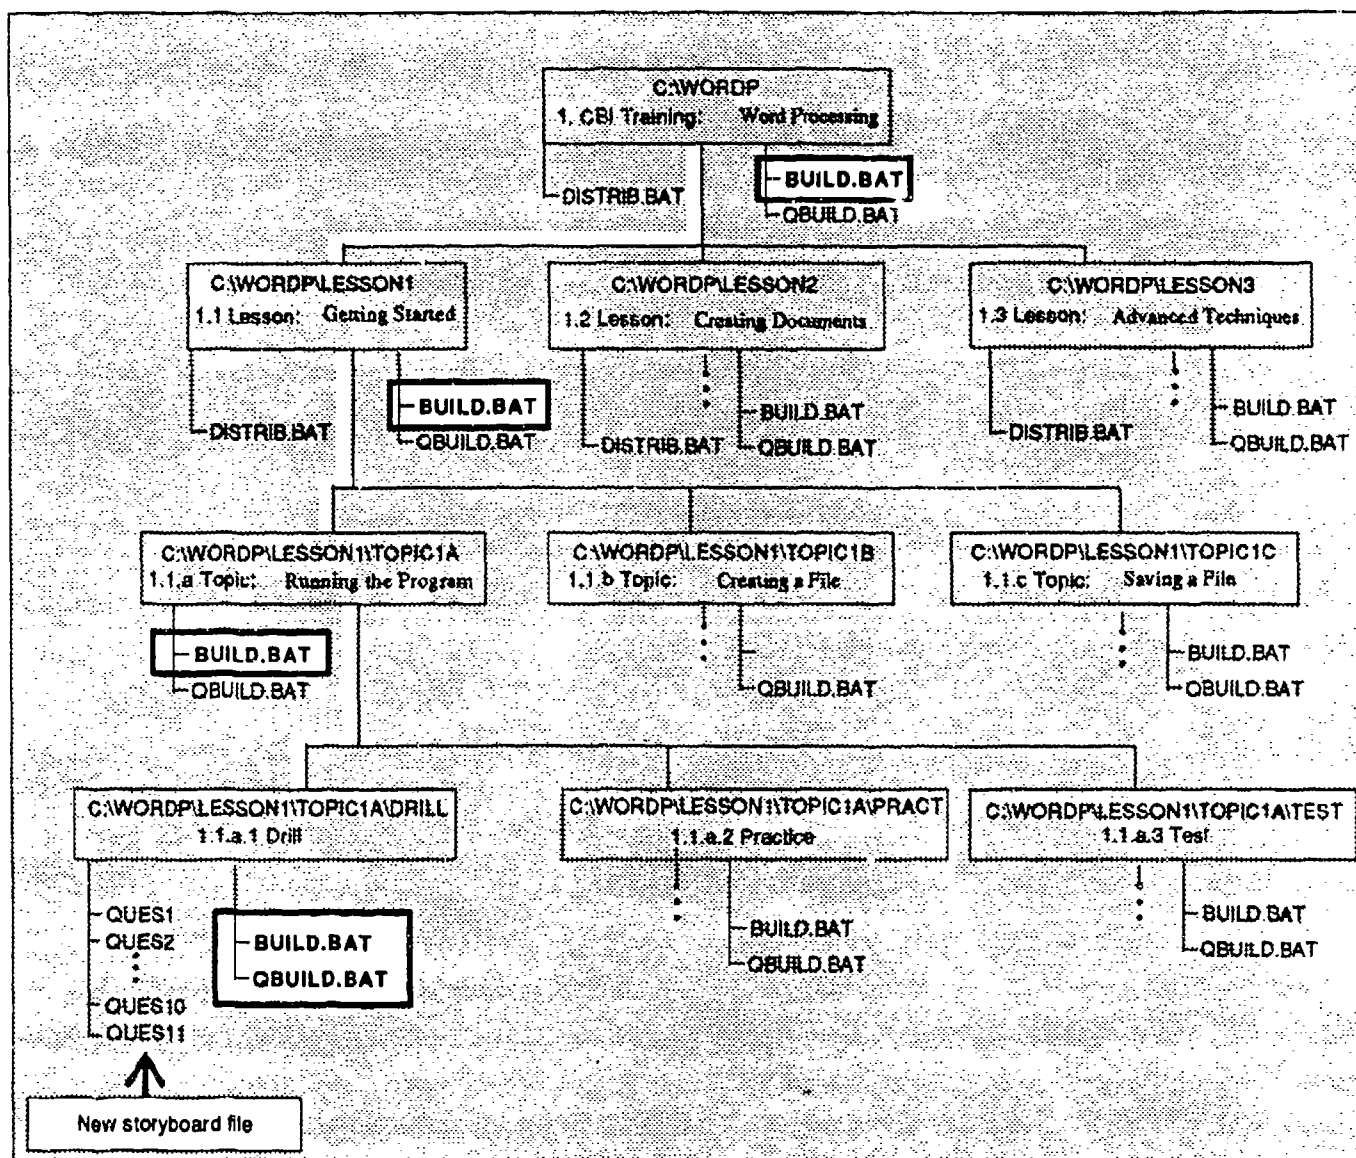 C:\WORDP
1. CBI Training: Word Processing
DISTRIB.BAT
BUILD.BAT
QBUILD.BAT
C:\WORDP\LESSON1
1.1 Lesson: Getting Started
DISTRIB.BAT
BUILD.BAT
QBUILD.BAT
C:\WORDP\LESSON2
1.2 Lesson: Creating Documents
DISTRIB.BAT
BUILD.BAT
QBUILD.BAT
C:\WORDP\LESSON3
1.3 Lesson: Advanced Techniques
DISTRIB.BAT
BUILD.BAT
QBUILD.BAT
C:\WORDP\LESSON1\TOPIC1A
1.1.a Topic: Running the Program
BUILD.BAT
QBUILD.BAT
C:\WORDP\LESSON1\TOPIC1B
1.1.b Topic: Creating a File
QBUILD.BAT
C:\WORDP\LESSON1\TOPIC1C
1.1.c Topic: Saving a File
BUILD.BAT
QBUILD.BAT
C:\WORDP\LESSON1\TOPIC1A\DRILL
1.1.a.1 Drill
QUES1
QUES2
QUES10
QUES11
BUILD.BAT
QBUILD.BAT
C:\WORDP\LESSON1\TOPIC1A\PRACT
1.1.a.2 Practice
BUILD.BAT
QBUILD.BAT
C:\WORDP\LESSON1\TOPIC1A\TEST
1.1.a.3 Test
BUILD.BAT
QBUILD.BAT
New storyboard file